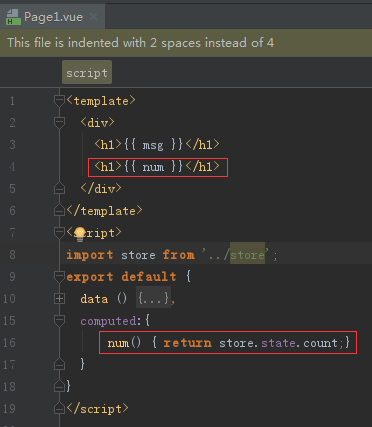 Page1.vue ×
This file is indented with 2 spaces instead of 4
script
1 <template>
2 <div>
3 <h1>{{ msg }}</h1>
4 <h1>{{ num }}</h1>
5 </div>
6 </template>
7 <script>
8 import store from '../store';
9 export default {
10 data () {...},
15 computed:{
16 num() { return store.state.count;}
17 }
18 }
19 </script>